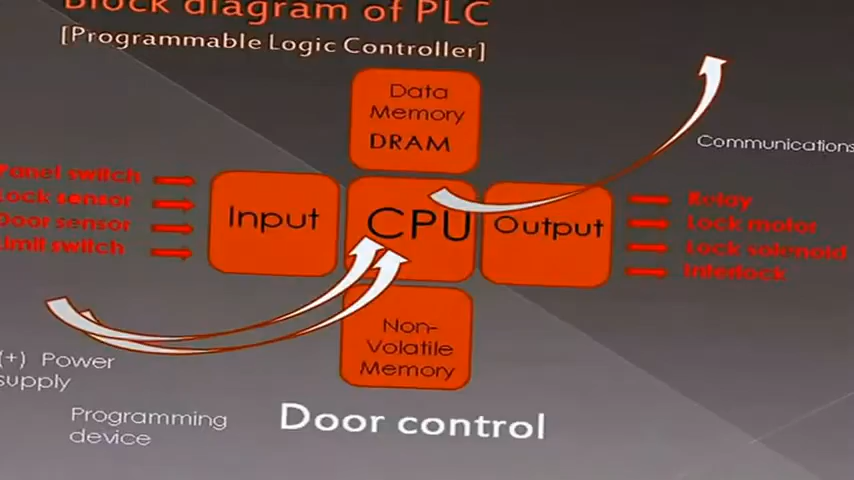 Block diagram of PLC
[Programmable Logic Controller]
Data
Memory
DRAM
Communications
Panel switch
Lock sensor
Door sensor
Limit switch
Input
CPU
Output
Relay
Lock motor
Lock solenoid
Interlock
Non-
Volatile
Memory
(+) Power
supply
Programming
device
Door control